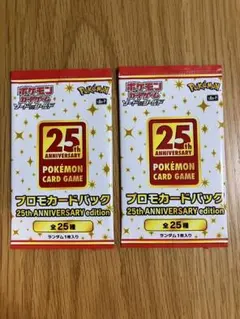 ポケモン
カードゲーム
ソード&シールド
Pokémon
25th
ANNIVERSARY
POKÉMON
CARD GAME
プロモカードパック
25th ANNIVERSARY edition
全25種
ランダム1枚入り
ポケモン
カードゲーム
ソード&シールド
Pokémon
25th
ANNIVERSARY
POKÉMON
CARD GAME
プロモカードパック
25th ANNIVERSARY edition
全25種
ランダム1枚入り